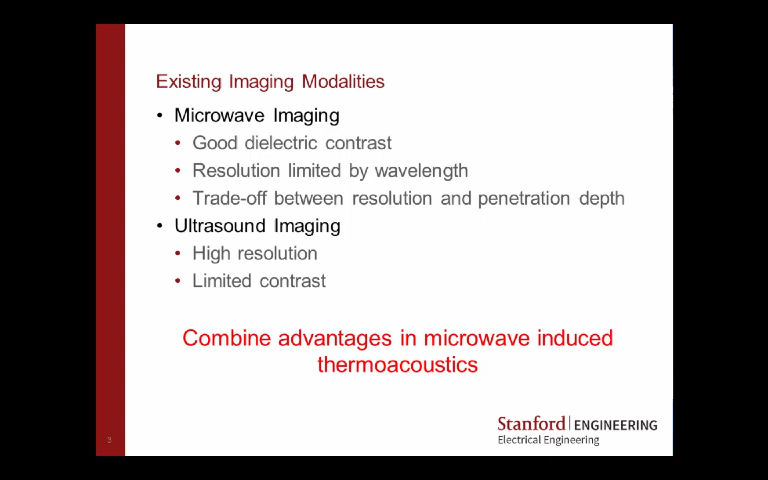 Existing Imaging Modalities
• Microwave Imaging
• Good dielectric contrast
• Resolution limited by wavelength
• Trade-off between resolution and penetration depth
• Ultrasound Imaging
• High resolution
• Limited contrast
Combine advantages in microwave induced
thermoacoustics
Stanford | ENGINEERING
Electrical Engineering
3